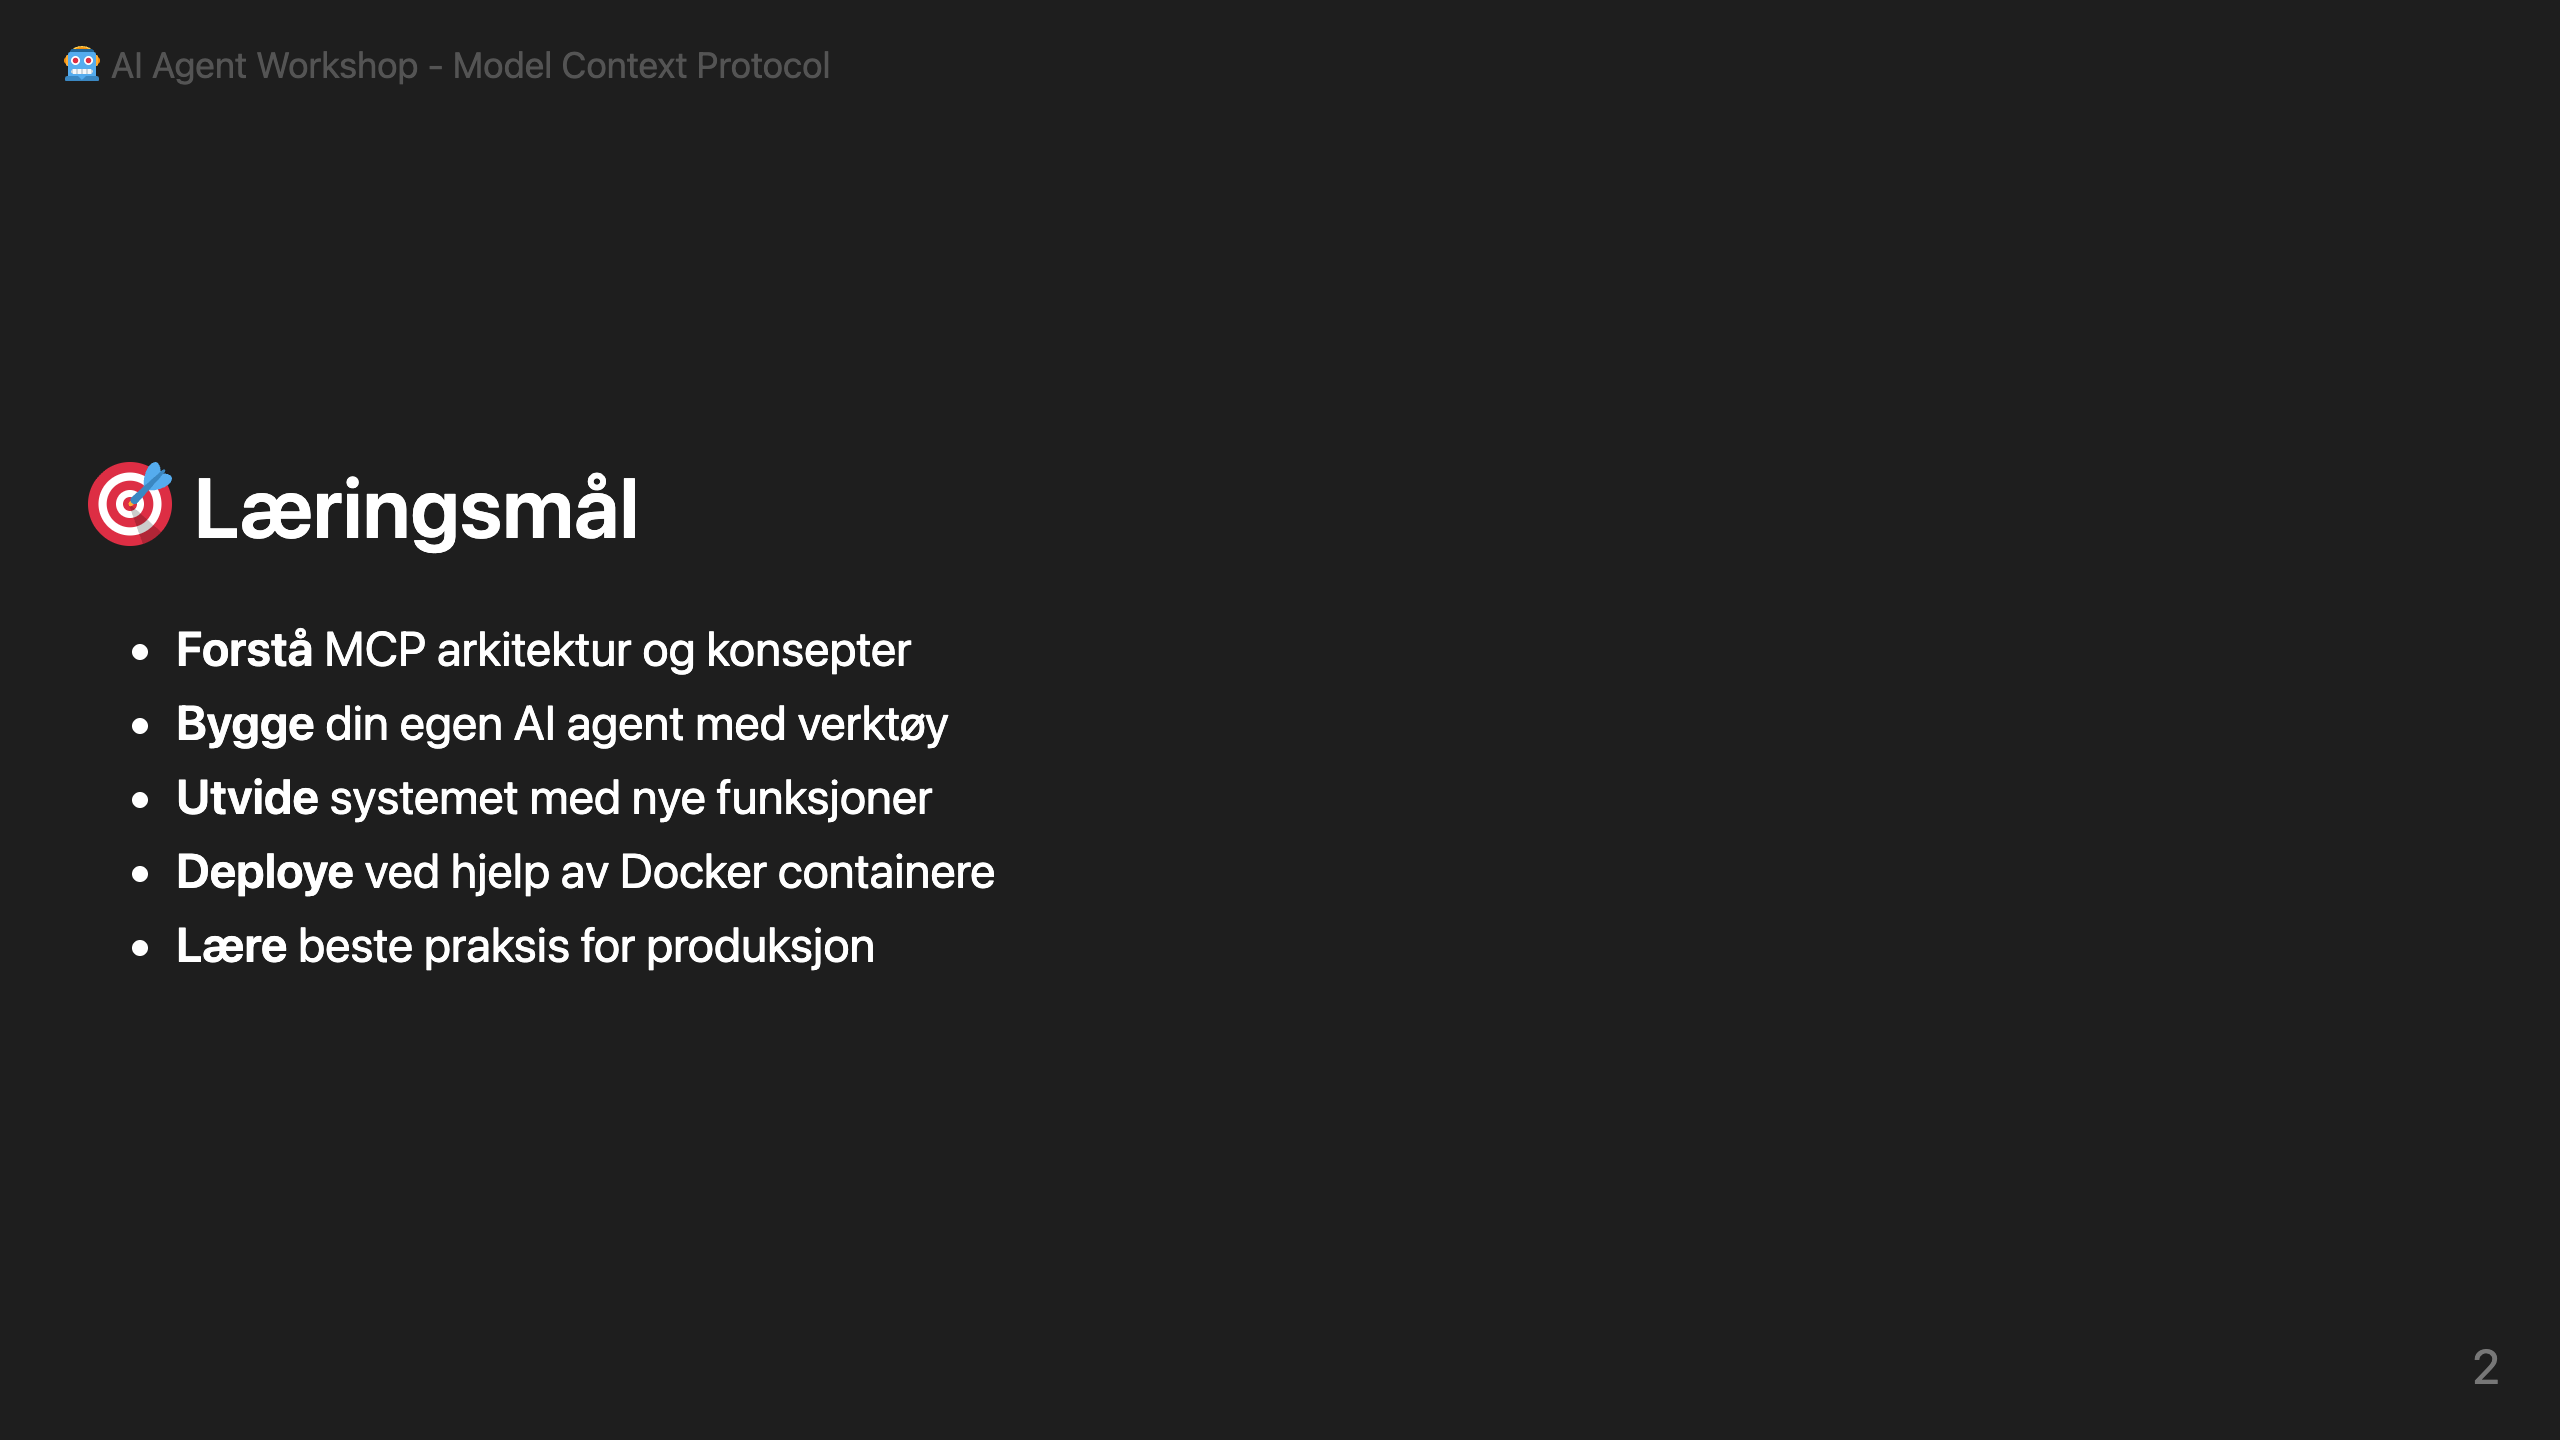 AI Agent Workshop - Model Context Protocol
Læringsmål
• Forstå MCP arkitektur og konsepter
• Bygge din egen AI agent med verktøy
• Utvide systemet med nye funksjoner
• Deploye ved hjelp av Docker containere
• Lære beste praksis for produksjon
2